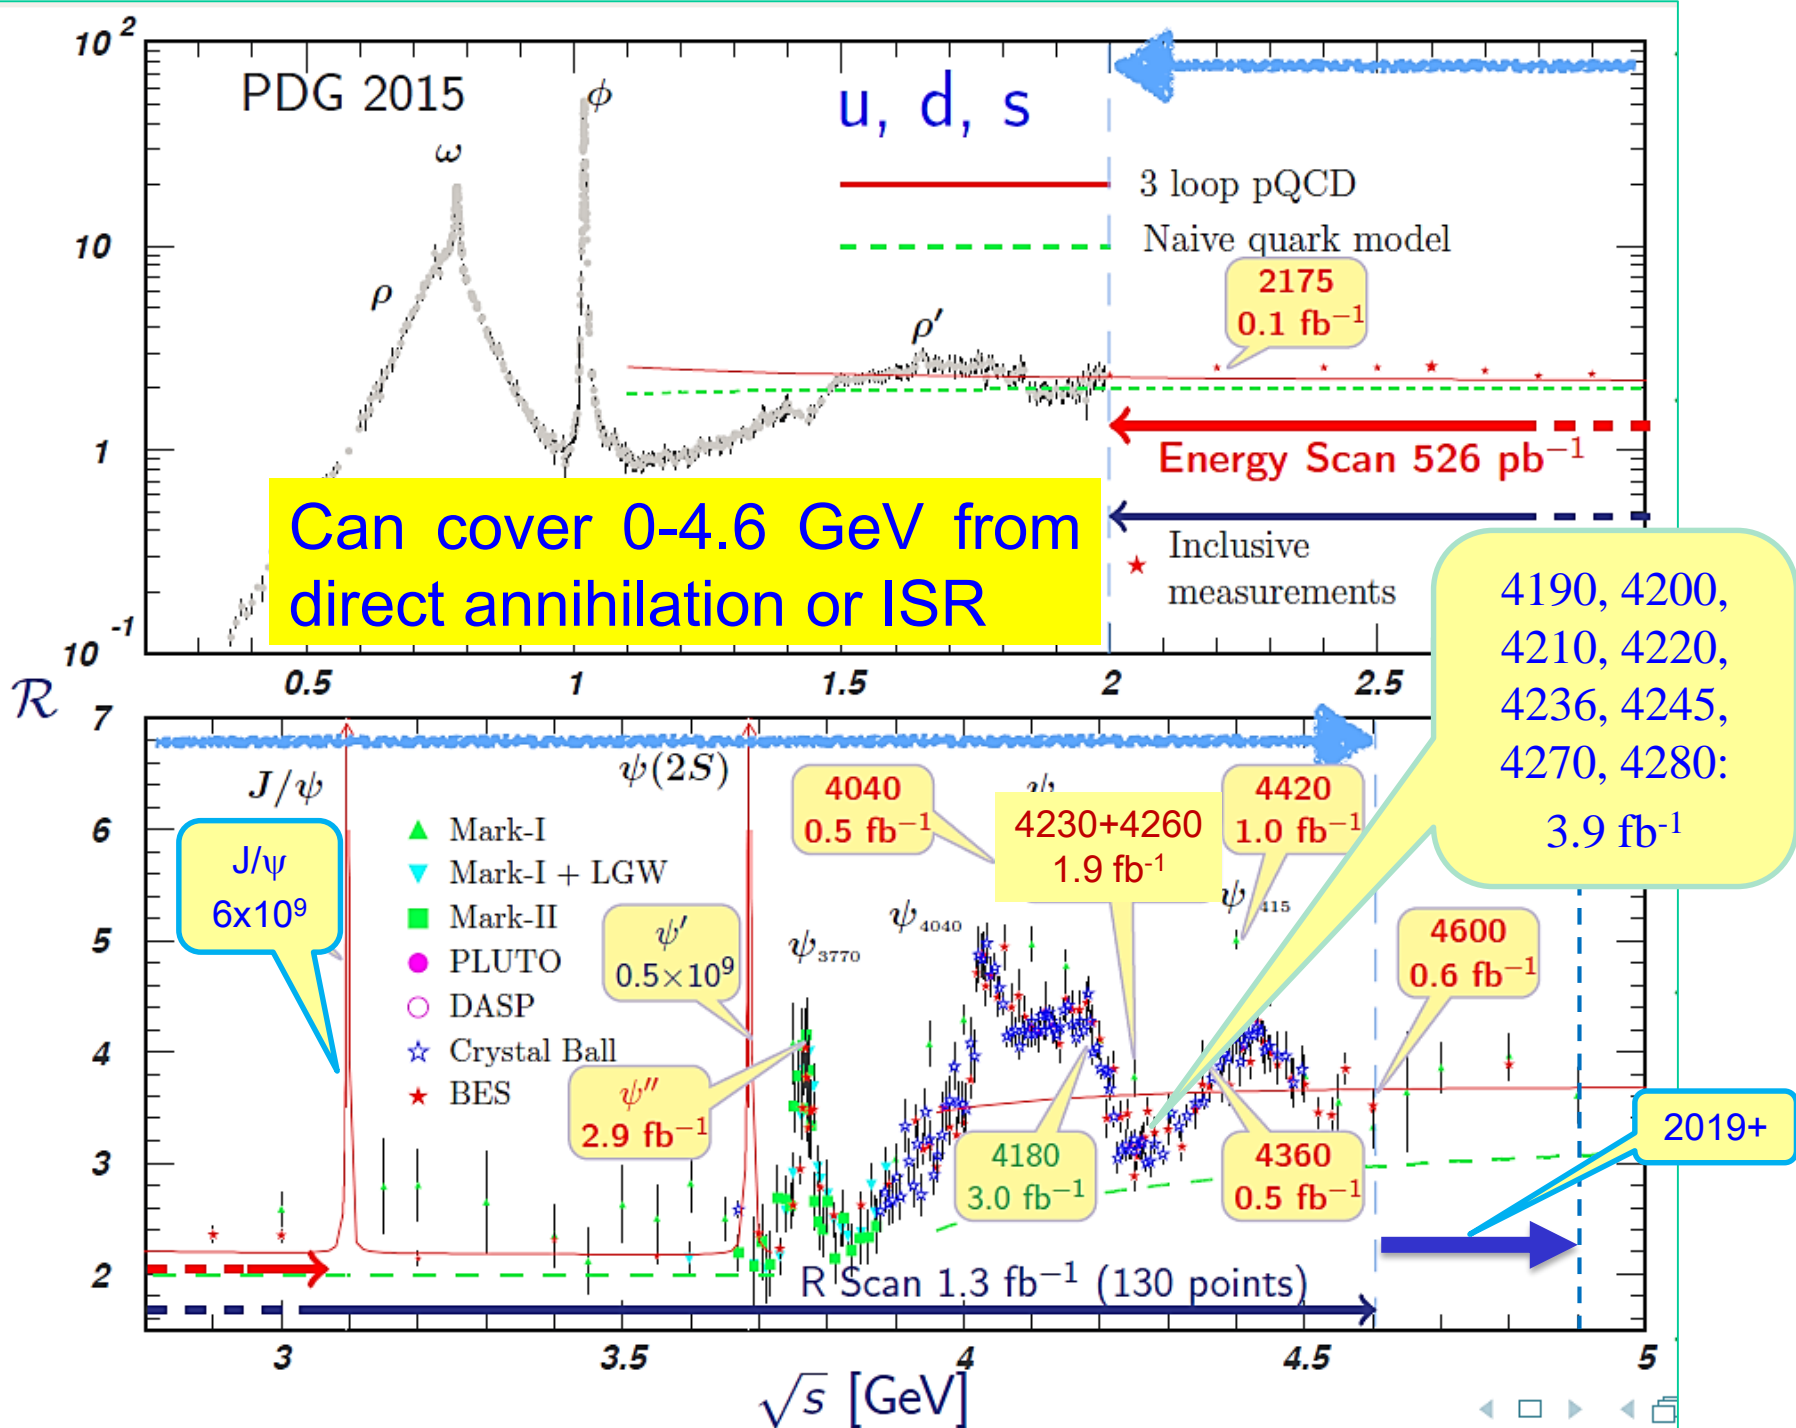 10 2
PDG 2015
ϕ
u, d, s
ω
3 loop pQCD
10
Naive quark model
2175
0.1 fb−1
ρ
ρ′
1
Energy Scan 526 pb−1
Can cover 0-4.6 GeV from
direct annihilation or ISR
Inclusive
measurements
10 -1
0.5 1 1.5 2 2.5
4190, 4200,
4210, 4220,
4236, 4245,
4270, 4280:
3.9 fb-1
R
7
J/ψ
ψ(2S)
4040
0.5 fb−1
4230+4260
1.9 fb-1
4420
1.0 fb−1
6
J/ψ
6x10⁹
Mark-I
Mark-I + LGW
Mark-II
PLUTO
DASP
Crystal Ball
BES
ψ′
0.5×10⁹
ψ3770
ψ4040
5
4600
0.6 fb−1
4
ψ′′
2.9 fb−1
3
4180
3.0 fb−1
4360
0.5 fb−1
2019+
2
R Scan 1.3 fb−1 (130 points)
3 3.5 4 4.5 5
√s [GeV]